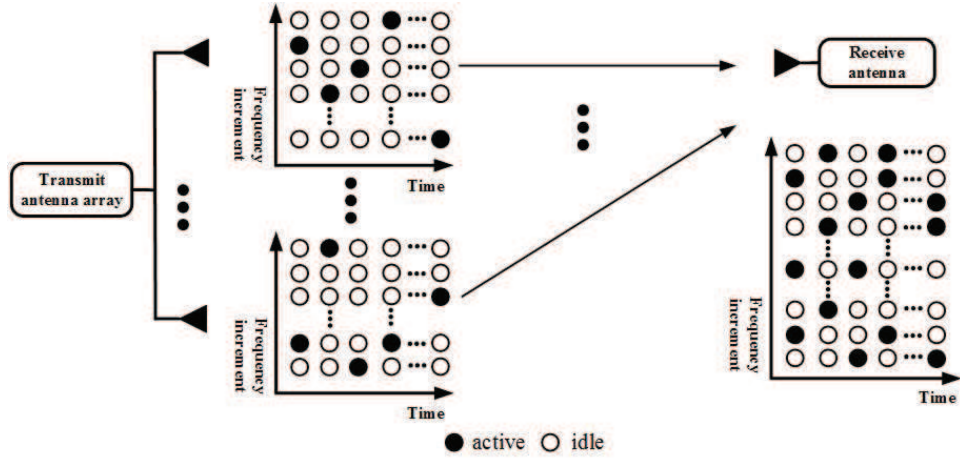 Transmit
antenna array
Frequency
increment
Time
Frequency
increment
Time
Receive
antenna
Frequency
increment
Time
active
idle